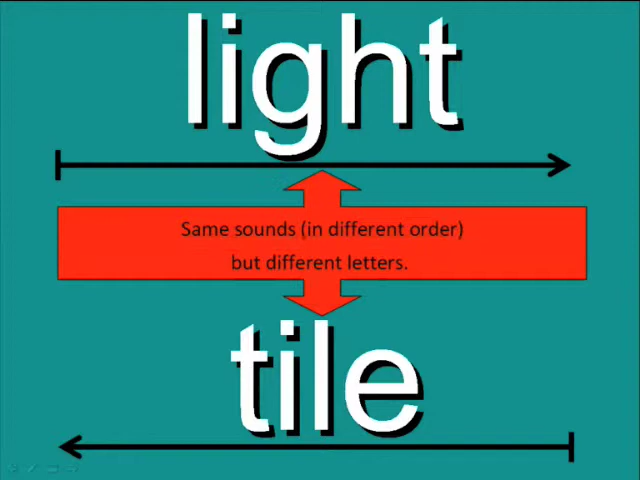 light
Same sounds (in different order)
but different letters.
tile